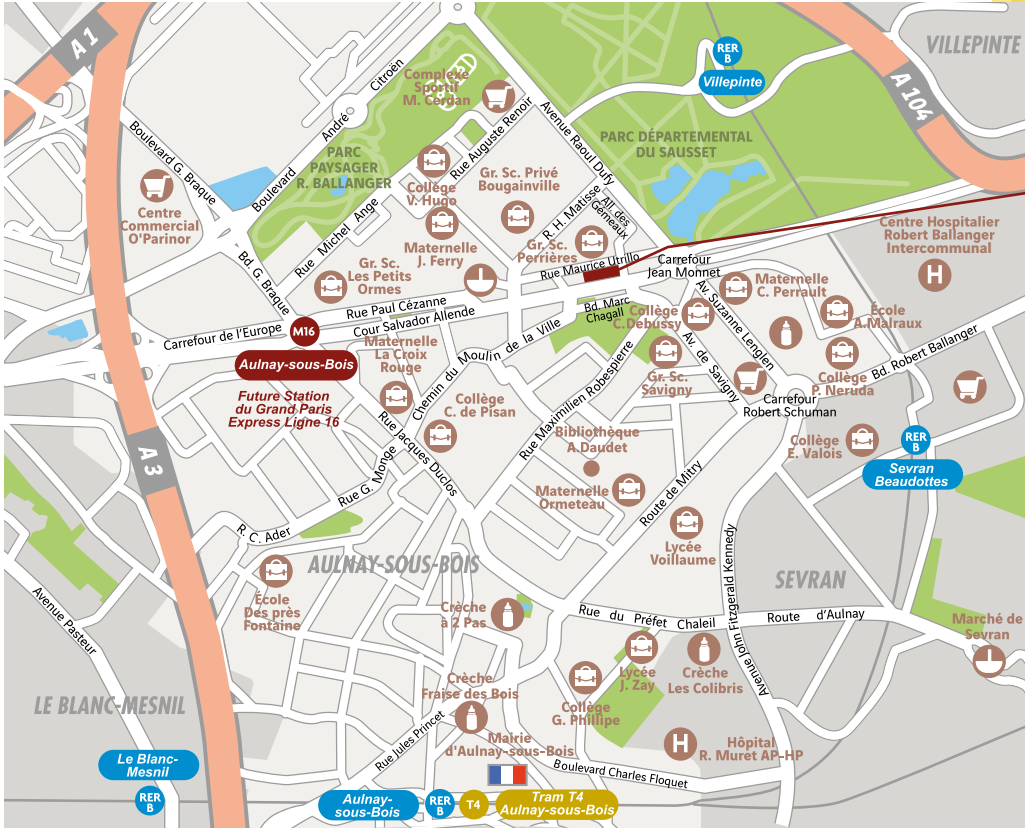 A 1
VILLEPINTE
RER
B
Villepinte
A 104
Citroën
Complexe
Sportif
M. Cerdan
Boulevard G. Braque
André
Boulevard
PARC
PAYSAGER
R. BALLANGER
Rue Auguste Renoir
Avenue Raoul Dufy
PARC DÉPARTEMENTAL
DU SAUSSET
Collège
V. Hugo
Gr. Sc. Privé
Bougainville
R. H. Matisse
All. des
Gémeaux
Centre
Commercial
O'Parinor
Rue Michel Ange
Maternelle
J. Ferry
Gr. Sc.
Perrières
Centre Hospitalier
Robert Ballanger
Intercommunal
H
Bd. G. Braque
Gr. Sc.
Les Petits
Ormes
Rue Maurice Utrillo
Carrefour
Jean Monnet
Maternelle
C. Perrault
Rue Paul Cézanne
Cour Salvador Allende
Carrefour de l'Europe
M16
Aulnay-sous-Bois
Future Station
du Grand Paris
Express Ligne 16
Maternelle
La Croix
Rouge
Chemin du Moulin de la Ville
Bd. Marc
Chagall
Collège
C. Debussy
Av. Suzanne Lenglen
École
A.Malraux
Av. de Savigny
Gr. Sc.
Savigny
Collège
P. Neruda
Bd. Robert Ballanger
Carrefour
Robert Schuman
Rue Maximilien Robespierre
Collège
C. de Pisan
Bibliothèque
A.Daudet
Collège
E. Valois
RER
B
Sevran
Beaudottes
A 3
Rue Jacques Duclos
Rue G. Monge
Maternelle
Ormeteau
Route de Mitry
R. C. Ader
Lycée
Voillaume
AULNAY-SOUS-BOIS
SEVRAN
Avenue John Fitzgerald Kennedy
École
Des près
Fontaine
Avenue Pasteur
Crèche
à 2 Pas
Rue du Préfet Chaleil
Route d'Aulnay
Marché de
Sevran
Lycée
J. Zay
Crèche
Les Colibris
Crèche
Fraise des Bois
Collège
G. Phillipe
LE BLANC-MESNIL
Rue Jules Princet
Mairie
d'Aulnay-sous-Bois
H
Hôpital
R. Muret AP-HP
Boulevard Charles Floquet
Le Blanc-
Mesnil
RER
B
Aulnay-
sous-Bois
RER
B
T4
Tram T4
Aulnay-sous-Bois